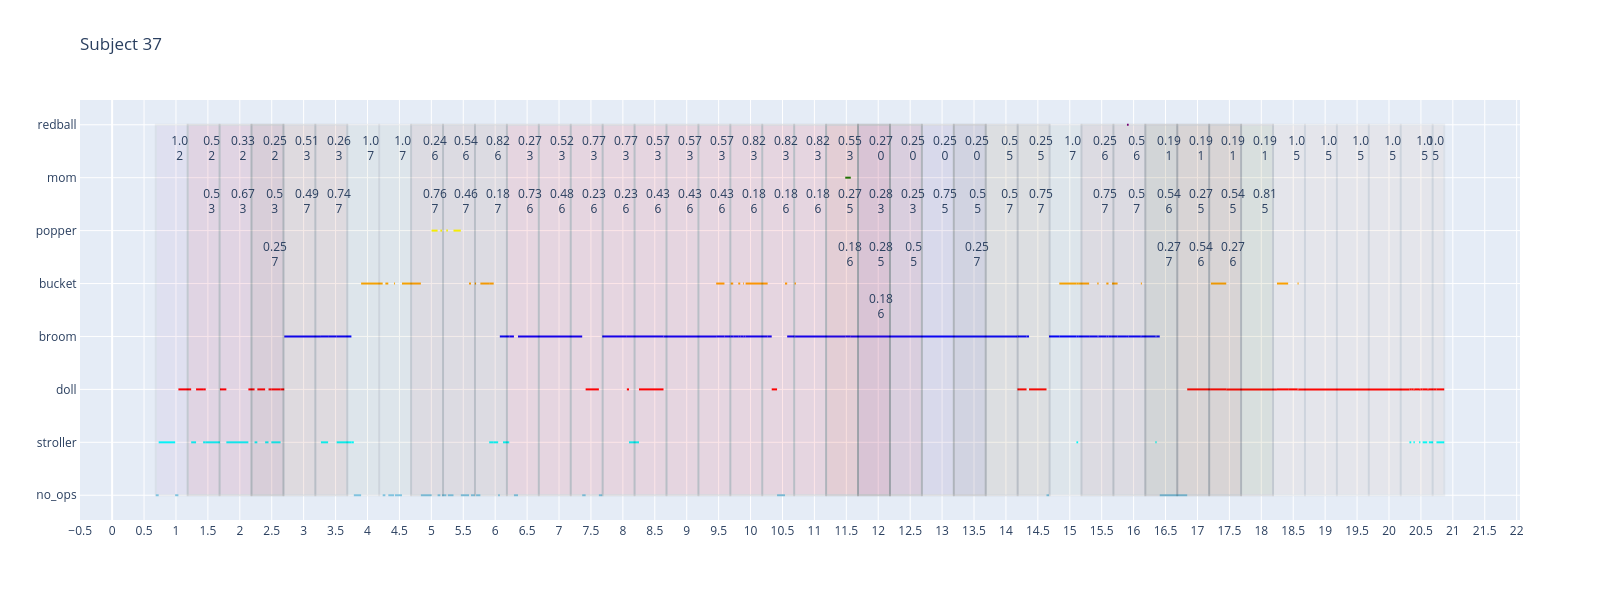 Subject 37
redball
1.0 0.5 0.33 0.25 0.51 0.26 1.0 1.0 0.24 0.54 0.82 0.27 0.52 0.77 0.77 0.57 0.57 0.57 0.82 0.82 0.82 0.55 0.27 0.25 0.25 0.25 0.5 0.25 1.0 0.25 0.5 0.19 0.19 0.19 0.19 1.0 1.0 1.0 1.0 1.0 1.0
2 2 2 2 3 3 7 7 6 6 6 3 3 3 3 3 3 3 3 3 3 3 0 0 0 0 5 5 7 6 6 1 1 1 1 5 5 5 5 5 5
mom
0.5 0.67 0.5 0.49 0.74 0.76 0.46 0.18 0.73 0.48 0.23 0.23 0.43 0.43 0.43 0.18 0.18 0.18 0.27 0.28 0.25 0.75 0.5 0.5 0.75 0.75 0.5 0.54 0.27 0.54 0.81
3 3 3 7 7 7 7 7 6 6 6 6 6 6 6 6 6 6 5 3 3 5 5 7 7 7 7 6 5 5 5
popper
0.25 0.18 0.28 0.5 0.25 0.27 0.54 0.27
7 6 5 5 7 7 6 6
bucket
0.18
6
broom
doll
stroller
no_ops
−0.5 0 0.5 1 1.5 2 2.5 3 3.5 4 4.5 5 5.5 6 6.5 7 7.5 8 8.5 9 9.5 10 10.5 11 11.5 12 12.5 13 13.5 14 14.5 15 15.5 16 16.5 17 17.5 18 18.5 19 19.5 20 20.5 21 21.5 22